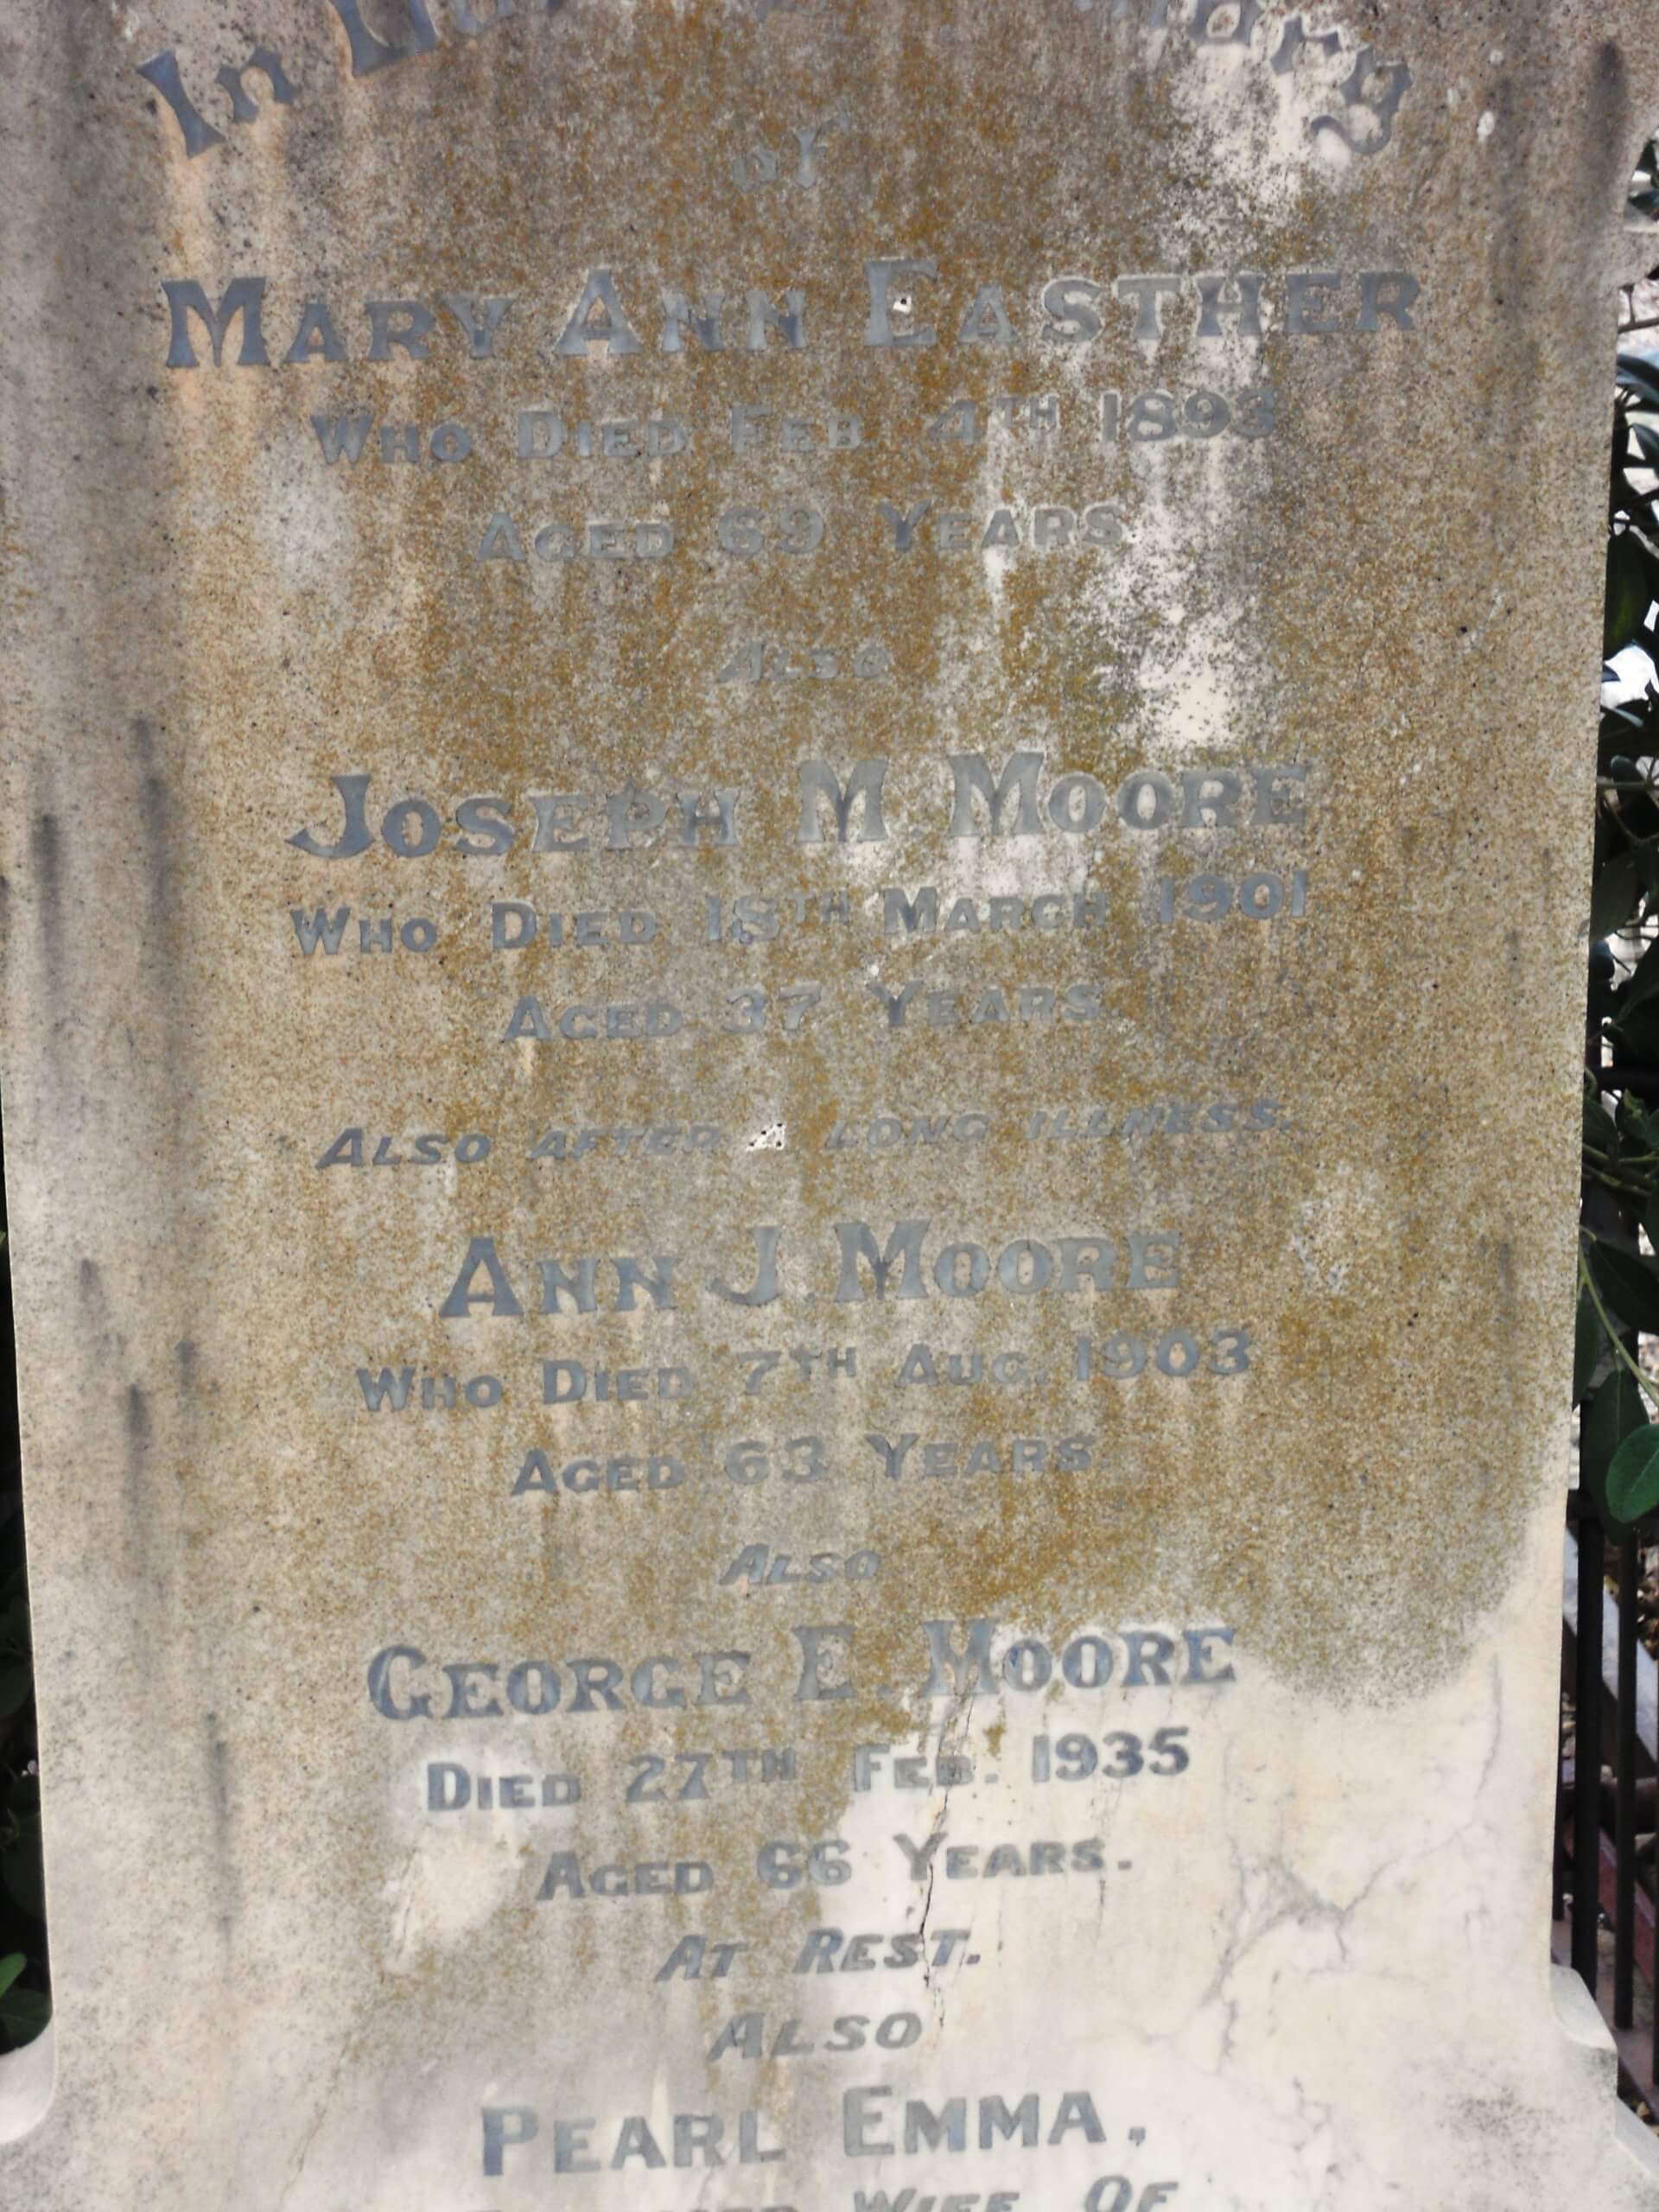 In
of
MARY ANN EASTHER
WHO DIED FEB. 4TH 1893
AGED 69 YEARS.
ALSO
JOSEPH M. MOORE
WHO DIED 18TH MARCH 1901.
AGED 37 YEARS.
ALSO AFTER A LONG ILLNESS.
ANN J. MOORE
WHO DIED 7TH AUG. 1903
AGED 63 YEARS.
ALSO
GEORGE E. MOORE
DIED 27TH FEB. 1935
AGED 66 YEARS.
AT REST.
ALSO
PEARL EMMA.
WIFE OF